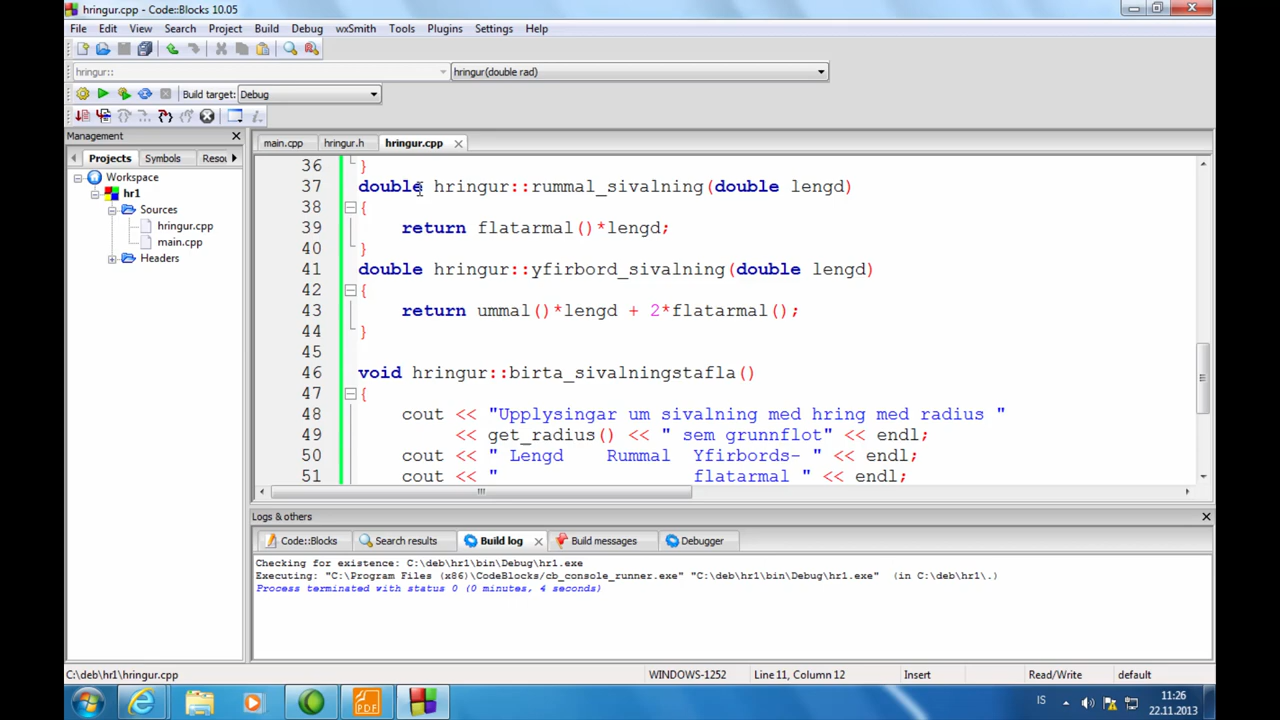 hringur.cpp - Code::Blocks 10.05
File Edit View Search Project Build Debug wxSmith Tools Plugins Settings Help
hringur:: hringur(double rad)
Build target: Debug
Management
Projects Symbols Resou
main.cpp hringur.h hringur.cpp
Workspace
hr1
Sources
hringur.cpp
main.cpp
Headers
36 }
37 double hringur::rummal_sivalning(double lengd)
38 {
39 return flatarmal()*lengd;
40 }
41 double hringur::yfirbord_sivalning(double lengd)
42 {
43 return ummal()*lengd + 2*flatarmal();
44 }
45
46 void hringur::birta_sivalningstafla()
47 {
48 cout << "Upplysingar um sivalning med hring med radius "
49 << get_radius() << " sem grunnflot" << endl;
50 cout << " Lengd Rummal Yfirbords- " << endl;
51 cout << " flatarmal " << endl;
Logs & others
Code::Blocks Search results Build log Build messages Debugger
Checking for existence: C:\deb\hr1\bin\Debug\hr1.exe
Executing: "C:\Program Files (x86)\CodeBlocks/cb_console_runner.exe" "C:\deb\hr1\bin\Debug\hr1.exe" (in C:\deb\hr1\.)
Process terminated with status 0 (0 minutes, 4 seconds)
C:\deb\hr1\hringur.cpp WINDOWS-1252 Line 11, Column 12 Insert Read/Write default
PDF
IS
11:26
22.11.2013